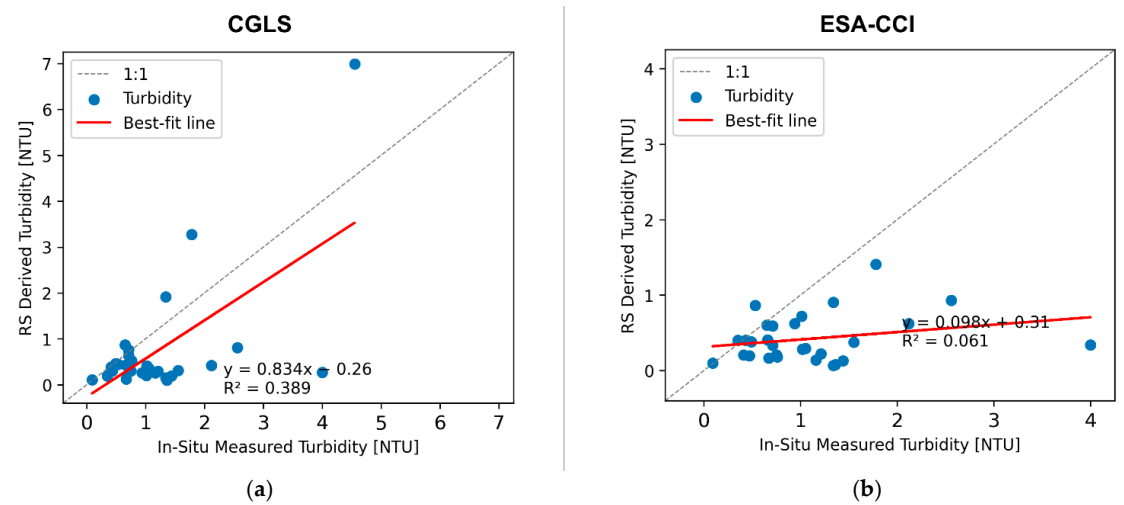 CGLS
7
6
5
4
3
2
1
0
RS Derived Turbidity [NTU]
1:1
Turbidity
Best-fit line
y = 0.834x − 0.26
R² = 0.389
0 1 2 3 4 5 6 7
In-Situ Measured Turbidity [NTU]
(a)
ESA-CCI
4
3
2
1
0
RS Derived Turbidity [NTU]
1:1
Turbidity
Best-fit line
y = 0.098x + 0.31
R² = 0.061
0 1 2 3 4
In-Situ Measured Turbidity [NTU]
(b)